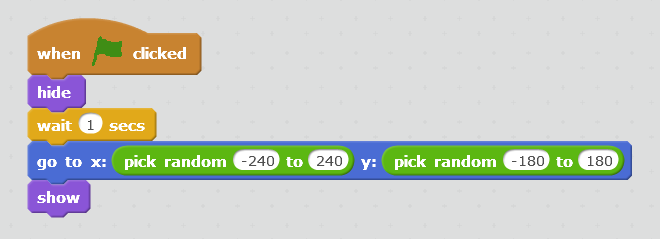 when clicked
hide
wait 1 secs
go to x: pick random -240 to 240 y: pick random -180 to 180
show